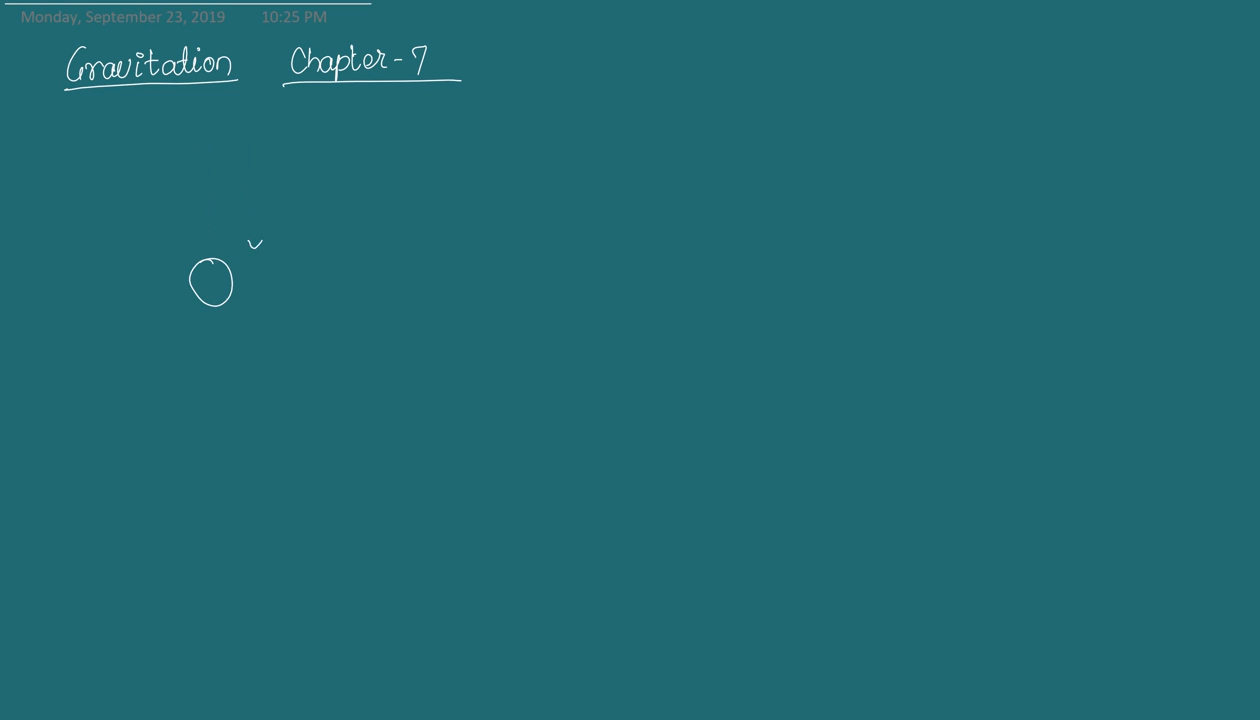 Monday, September 23, 2019 10:25 PM
Gravitation Chapter-7